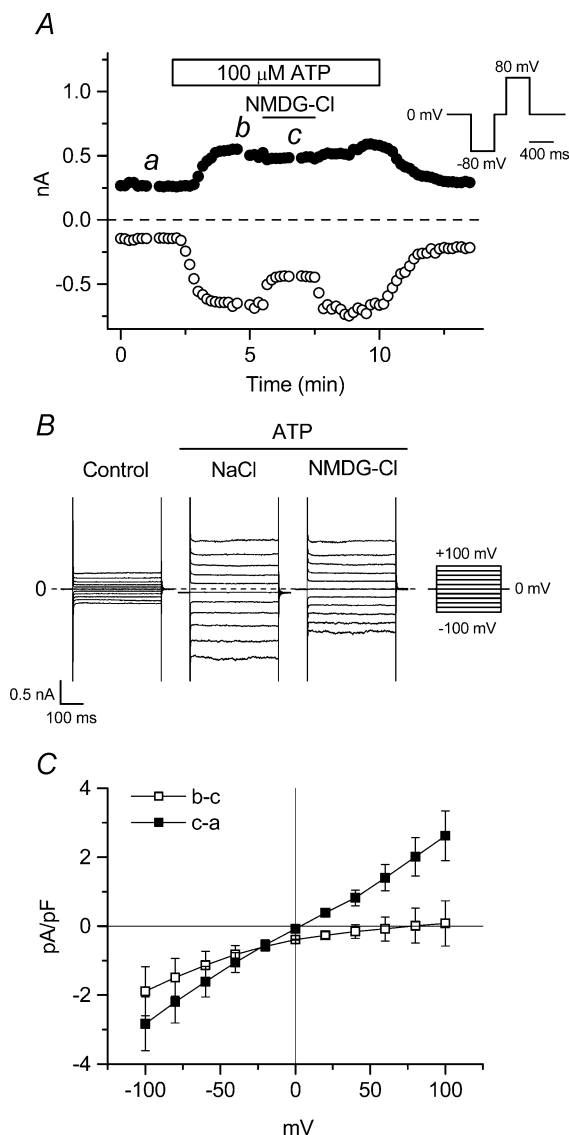 A
100 µM ATP
NMDG-Cl
a
b
c
1.0
0.5
0.0
-0.5
nA
0
5
10
Time (min)
80 mV
0 mV
-80 mV
400 ms
B
ATP
Control
NaCl
NMDG-Cl
0
+100 mV
0 mV
-100 mV
0.5 nA
100 ms
C
b-c
c-a
4
2
0
-2
-4
pA/pF
-100
-50
0
50
100
mV